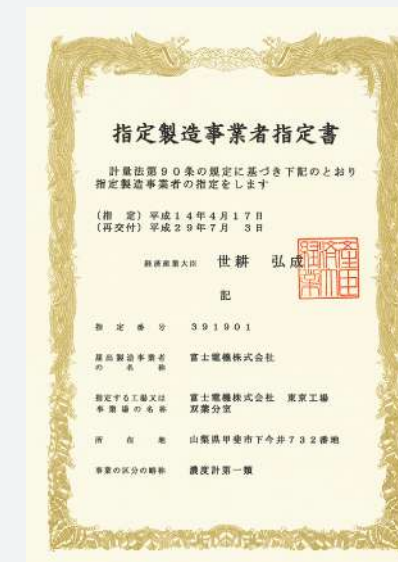 指定製造事業者指定書
計量法第90条の規定に基づき下記のとおり
指定製造事業者の指定をします
(指　定) 平成14年4月17日
(再交付) 平成29年7月　3日
経済産業大臣　世耕　弘成
記
指定番号　391901
届出製造事業者　富士電機株式会社
の名称
指定する工場又は　富士電機株式会社　東京工場
事業場の名称　双葉分室
所在地　山梨県甲斐市下今井732番地
事業の区分の略称　濃度計第一類